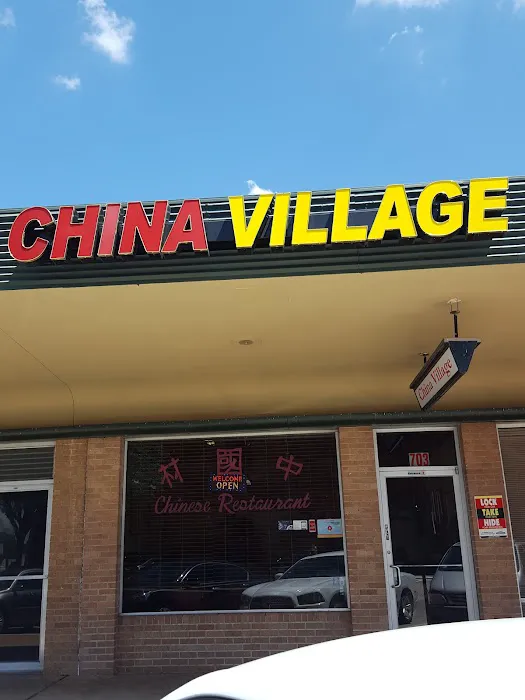 CHINA VILLAGE
China Village
703
村國中
WELCOME
OPEN
Chinese Restaurant
LOCK
TAKE
HIDE